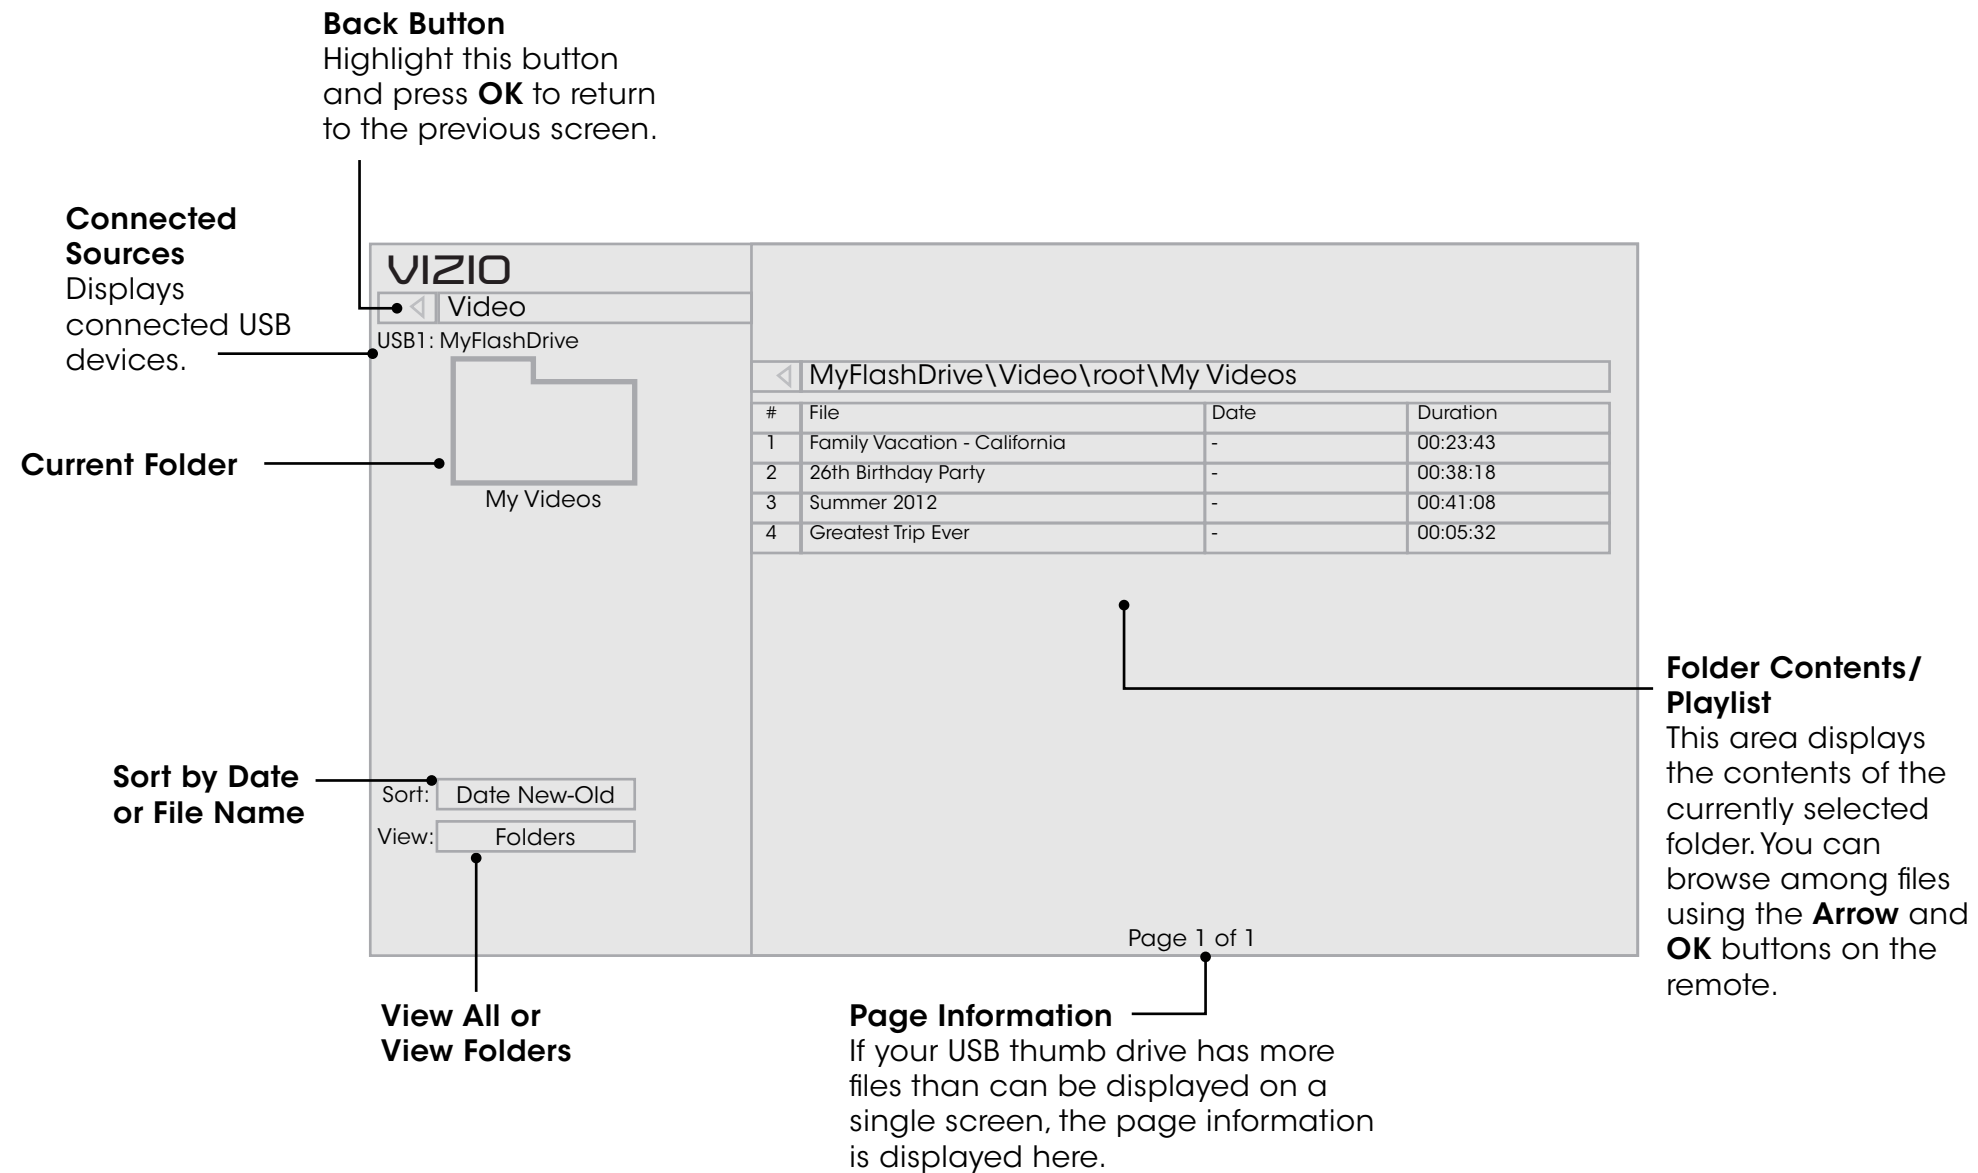 Back Button
Highlight this button
and press OK to return
to the previous screen.
Connected
Sources
Displays
connected USB
devices.
Current Folder
Sort by Date
or File Name
VIZIO
Video
USB1: MyFlashDrive
My Videos
Sort: Date New-Old
View: Folders
MyFlashDrive\Video\root\My Videos
# File Date Duration
1 Family Vacation - California - 00:23:43
2 26th Birthday Party - 00:38:18
3 Summer 2012 - 00:41:08
4 Greatest Trip Ever - 00:05:32
Page 1 of 1
Folder Contents/
Playlist
This area displays
the contents of the
currently selected
folder. You can
browse among files
using the Arrow and
OK buttons on the
remote.
View All or
View Folders
Page Information
If your USB thumb drive has more
files than can be displayed on a
single screen, the page information
is displayed here.